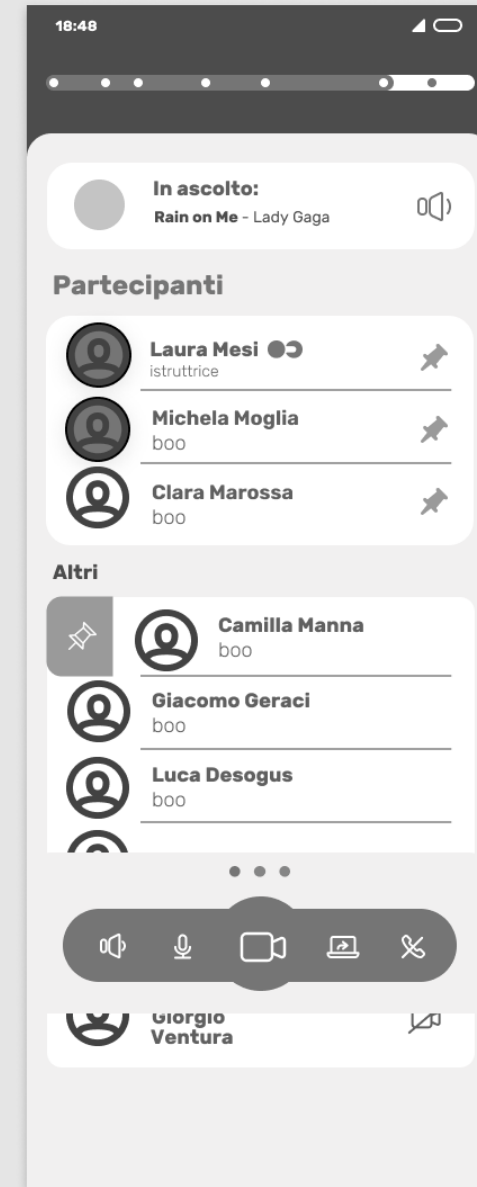 18:48
In ascolto:
Rain on Me - Lady Gaga
Partecipanti
Laura Mesi
istruttrice
Michela Moglia
boo
Clara Marossa
boo
Altri
Camilla Manna
boo
Giacomo Geraci
boo
Luca Desogus
boo
Giorgio
Ventura